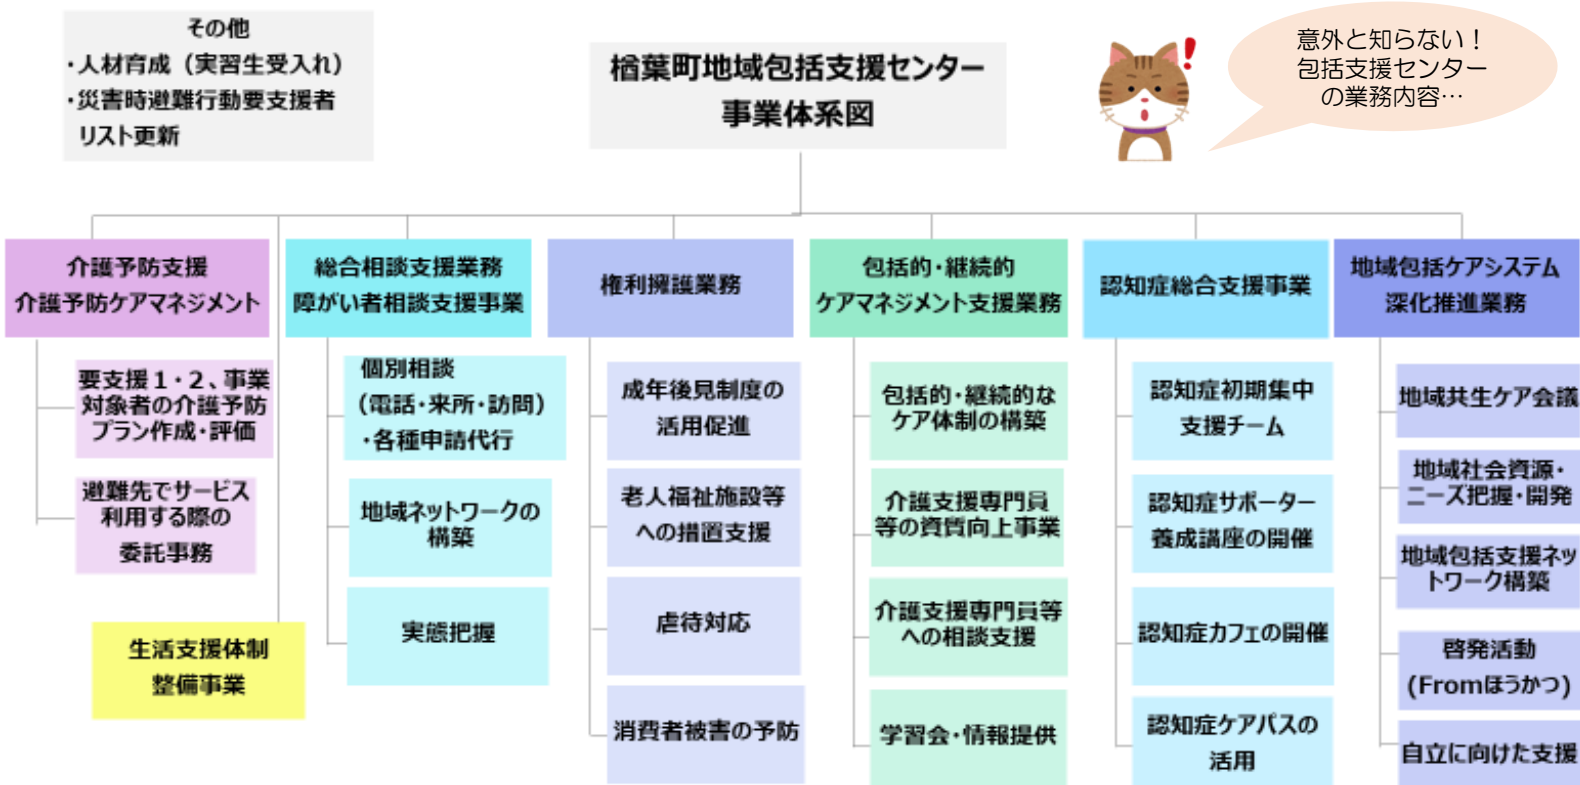 その他
・人材育成（実習生受入れ）
・災害時避難行動要支援者
リスト更新
楢葉町地域包括支援センター
事業体系図
意外と知らない！
包括支援センター
の業務内容…
介護予防支援
介護予防ケアマネジメント
要支援１・２、事業
対象者の介護予防
プラン作成・評価
避難先でサービス
利用する際の
委託事務
生活支援体制
整備事業
総合相談支援業務
障がい者相談支援事業
個別相談
（電話・来所・訪問）
・各種申請代行
地域ネットワークの
構築
実態把握
権利擁護業務
成年後見制度の
活用促進
老人福祉施設等
への措置支援
虐待対応
消費者被害の予防
包括的・継続的
ケアマネジメント支援業務
包括的・継続的な
ケア体制の構築
介護支援専門員
等の資質向上事業
介護支援専門員等
への相談支援
学習会・情報提供
認知症総合支援事業
認知症初期集中
支援チーム
認知症サポーター
養成講座の開催
認知症カフェの開催
認知症ケアパスの
活用
地域包括ケアシステム
深化推進業務
地域共生ケア会議
地域社会資源・
ニーズ把握・開発
地域包括支援ネッ
トワーク構築
啓発活動
(Fromほうかつ)
自立に向けた支援